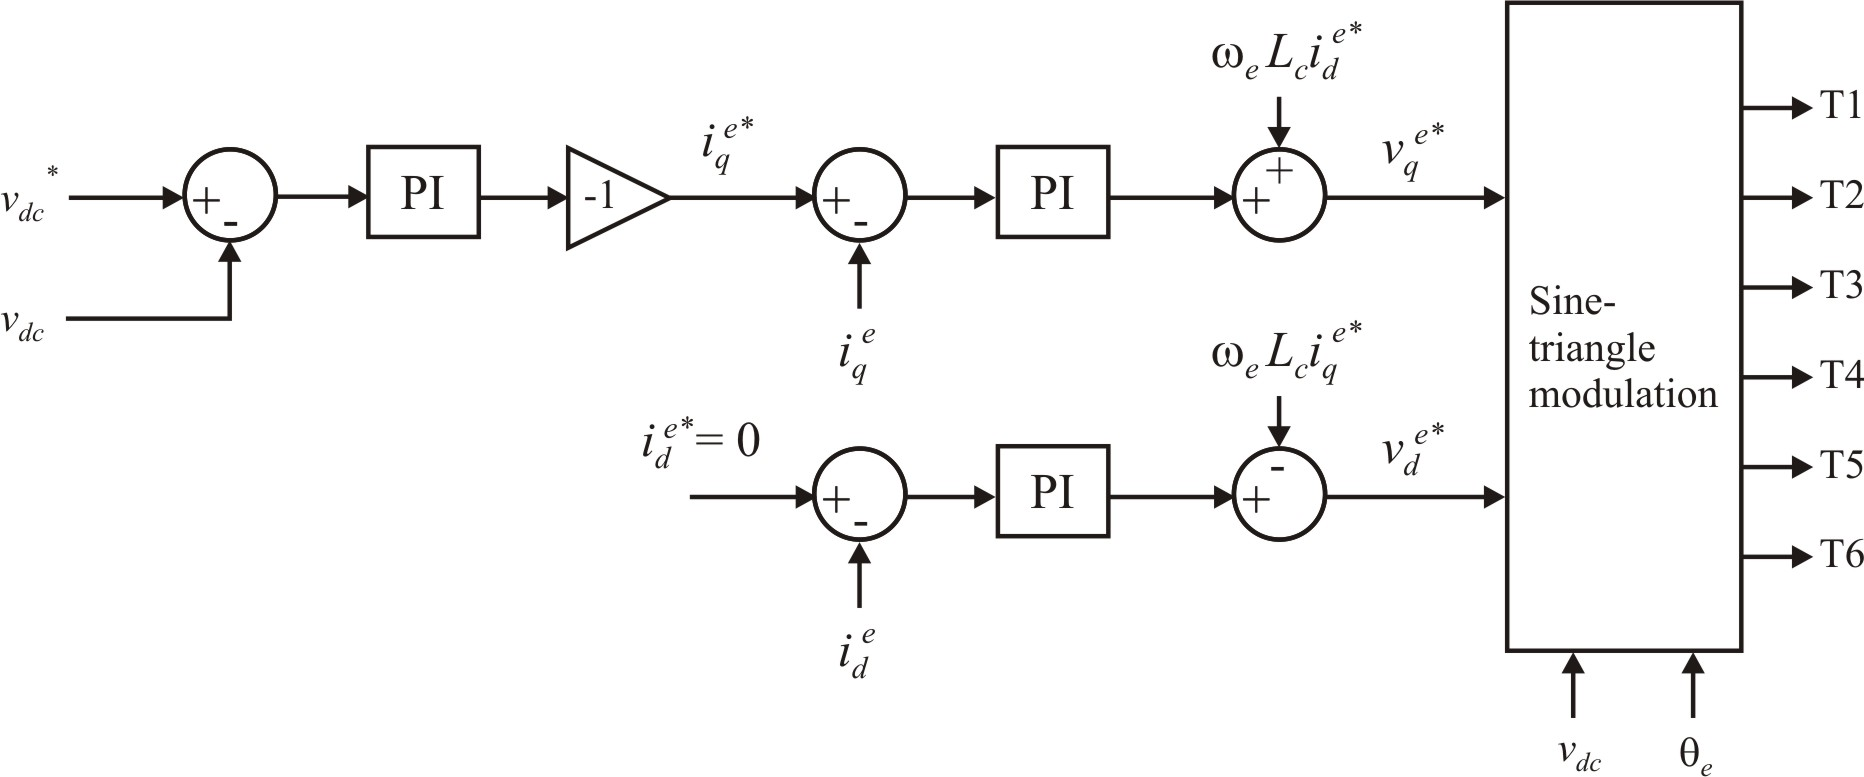 ω_e L_c i_d^e*
T1
i_q^e*
v_q^e*
v_dc^*
+
-
PI
-1
+
-
PI
+
+
T2
v_dc
i_q^e
ω_e L_c i_q^e*
T3
Sine-
triangle
modulation
T4
i_d^e* = 0
v_d^e*
T5
+
-
PI
-
+
T6
i_d^e
v_dc
θ_e